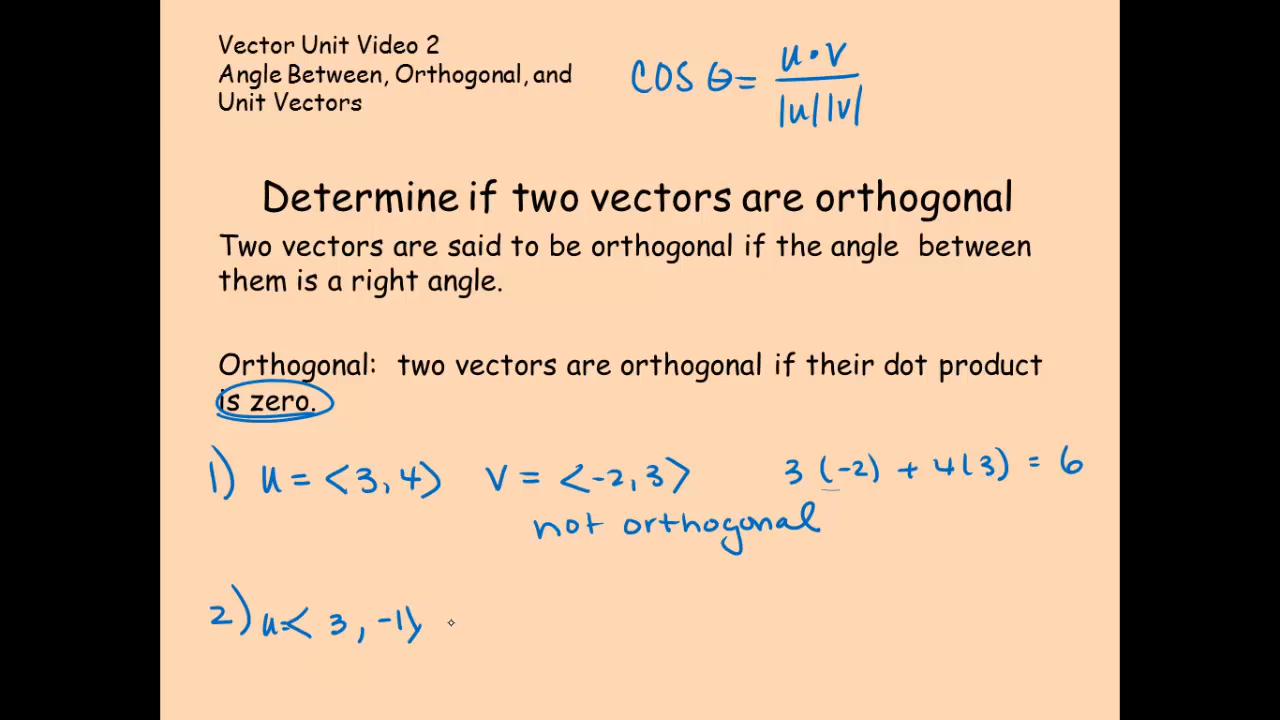 Vector Unit Video 2
Angle Between, Orthogonal, and
Unit Vectors
COS θ = u • v / |u| |v|
Determine if two vectors are orthogonal
Two vectors are said to be orthogonal if the angle between
them is a right angle.
Orthogonal: two vectors are orthogonal if their dot product
is zero.
1) u = <3, 4> v = <-2, 3> 3 (-2) + 4(3) = 6
not orthogonal
2) u=< 3, -1>